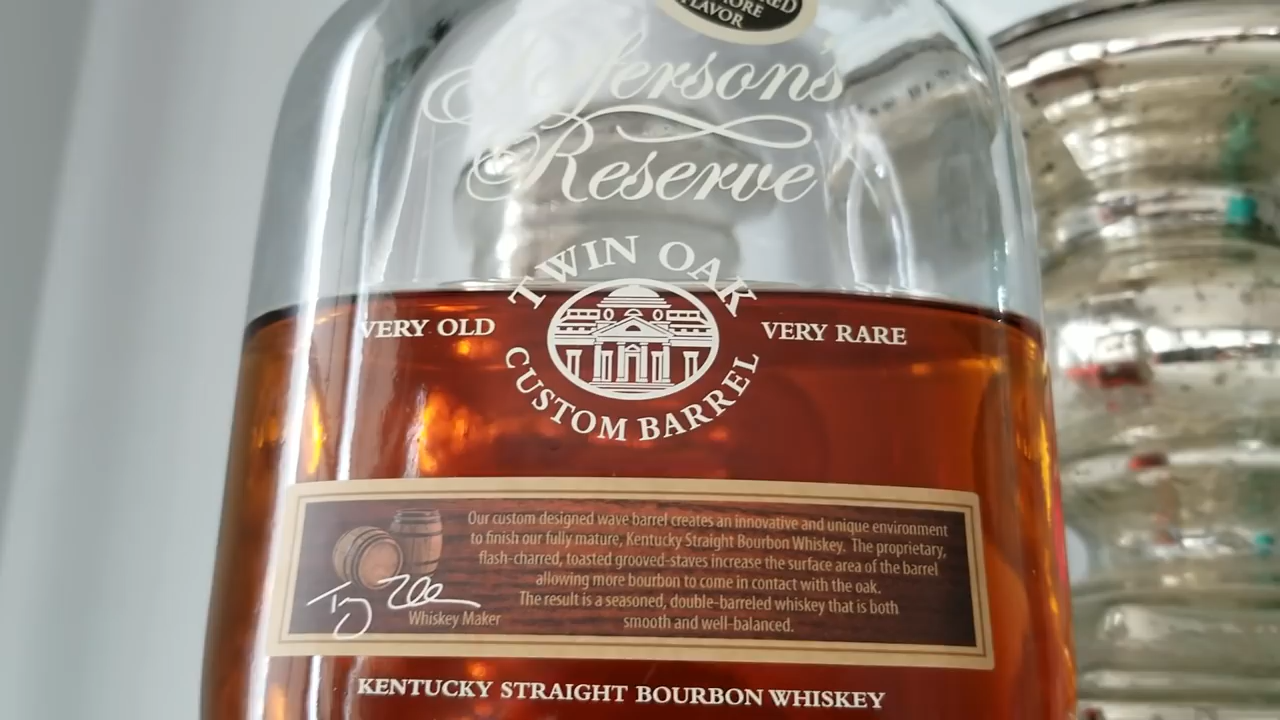 MORE
FLAVOR
Jefferson's
Reserve
TWIN OAK
VERY OLD
VERY RARE
CUSTOM BARREL
Our custom designed wave barrel creates an innovative and unique environment
to finish our fully mature, Kentucky Straight Bourbon Whiskey. The proprietary,
flash-charred, toasted grooved-staves increase the surface area of the barrel
allowing more bourbon to come in contact with the oak.
The result is a seasoned, double-barreled whiskey that is both
smooth and well-balanced.
Whiskey Maker
KENTUCKY STRAIGHT BOURBON WHISKEY